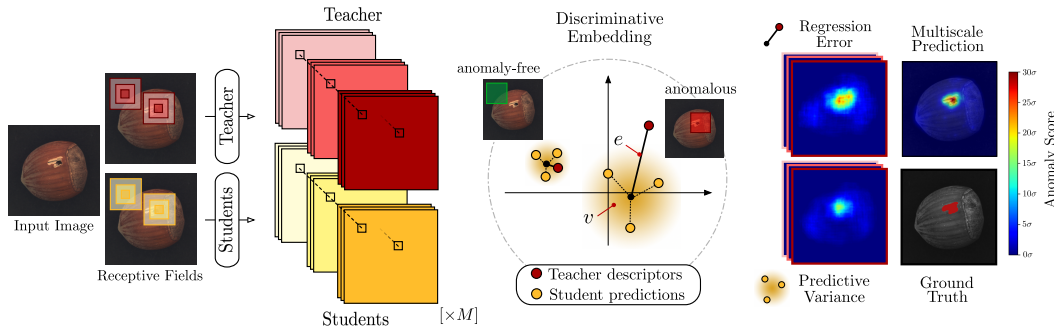 Input Image
Receptive Fields
Teacher
Students
Teacher
Students
[×M]
Discriminative
Embedding
anomaly-free
anomalous
e
v
Teacher descriptors
Student predictions
Regression
Error
Multiscale
Prediction
Predictive
Variance
Ground
Truth
30σ
25σ
20σ
15σ
10σ
5σ
0σ
Anomaly Score